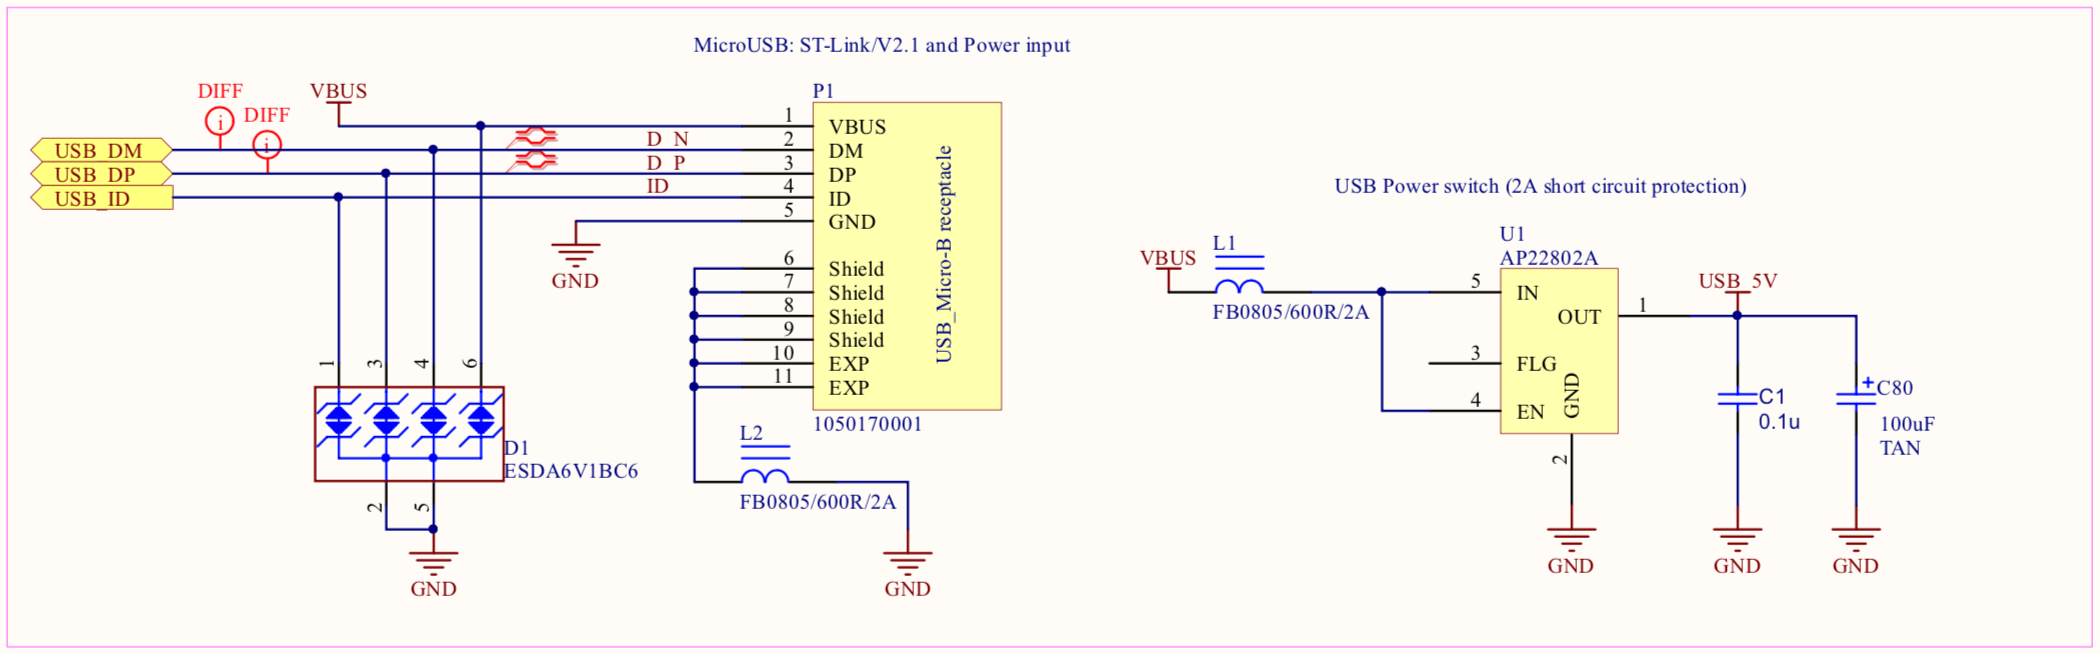 MicroUSB: ST-Link/V2.1 and Power input
DIFF
DIFF
VBUS
USB_DM
USB_DP
USB_ID
D_N
D_P
ID
P1
1 VBUS
2 DM
3 DP
4 ID
5 GND
6 Shield
7 Shield
8 Shield
9 Shield
10 EXP
11 EXP
USB_Micro-B receptacle
1050170001
GND
1 3 4 6
D1
ESDA6V1BC6
2 5
GND
L2
FB0805/600R/2A
GND
USB Power switch (2A short circuit protection)
VBUS
L1
FB0805/600R/2A
U1
AP22802A
5 IN
OUT 1
3 FLG
4 EN
GND
2
GND
USB_5V
C1
0.1u
GND
+
C80
100uF
TAN
GND